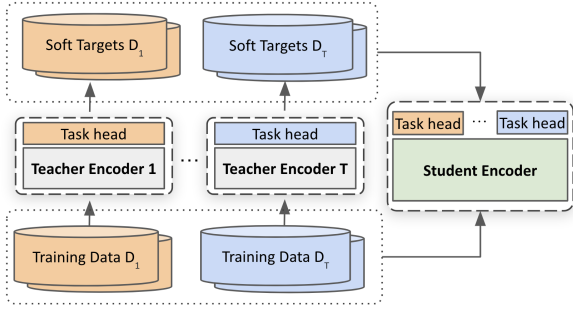 Soft Targets D1
Soft Targets DT
Task head
Task head
Task head
...
Task head
Teacher Encoder 1
...
Teacher Encoder T
Student Encoder
Training Data D1
Training Data DT